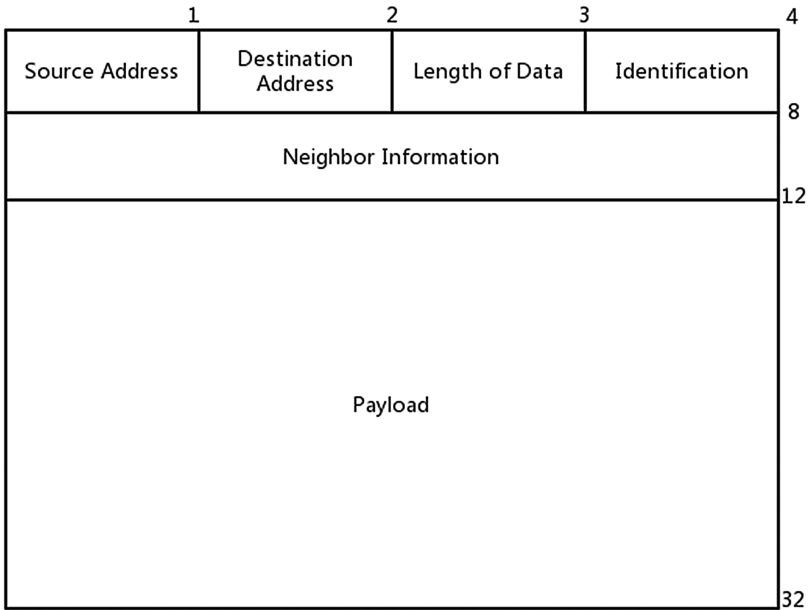 1 2 3 4
Source Address
Destination
Address
Length of Data
Identification
8
Neighbor Information
12
Payload
32